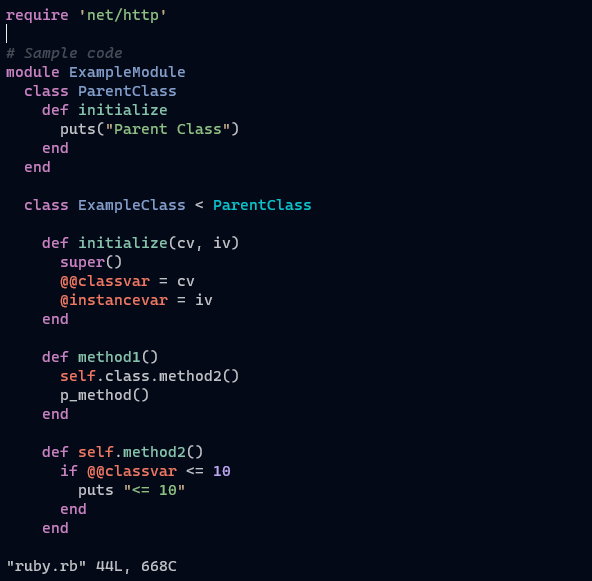 require 'net/http'

# Sample code
module ExampleModule
  class ParentClass
    def initialize
      puts("Parent Class")
    end
  end

  class ExampleClass < ParentClass

    def initialize(cv, iv)
      super()
      @@classvar = cv
      @instancevar = iv
    end

    def method1()
      self.class.method2()
      p_method()
    end

    def self.method2()
      if @@classvar <= 10
        puts "<= 10"
      end
    end

"ruby.rb" 44L, 668C